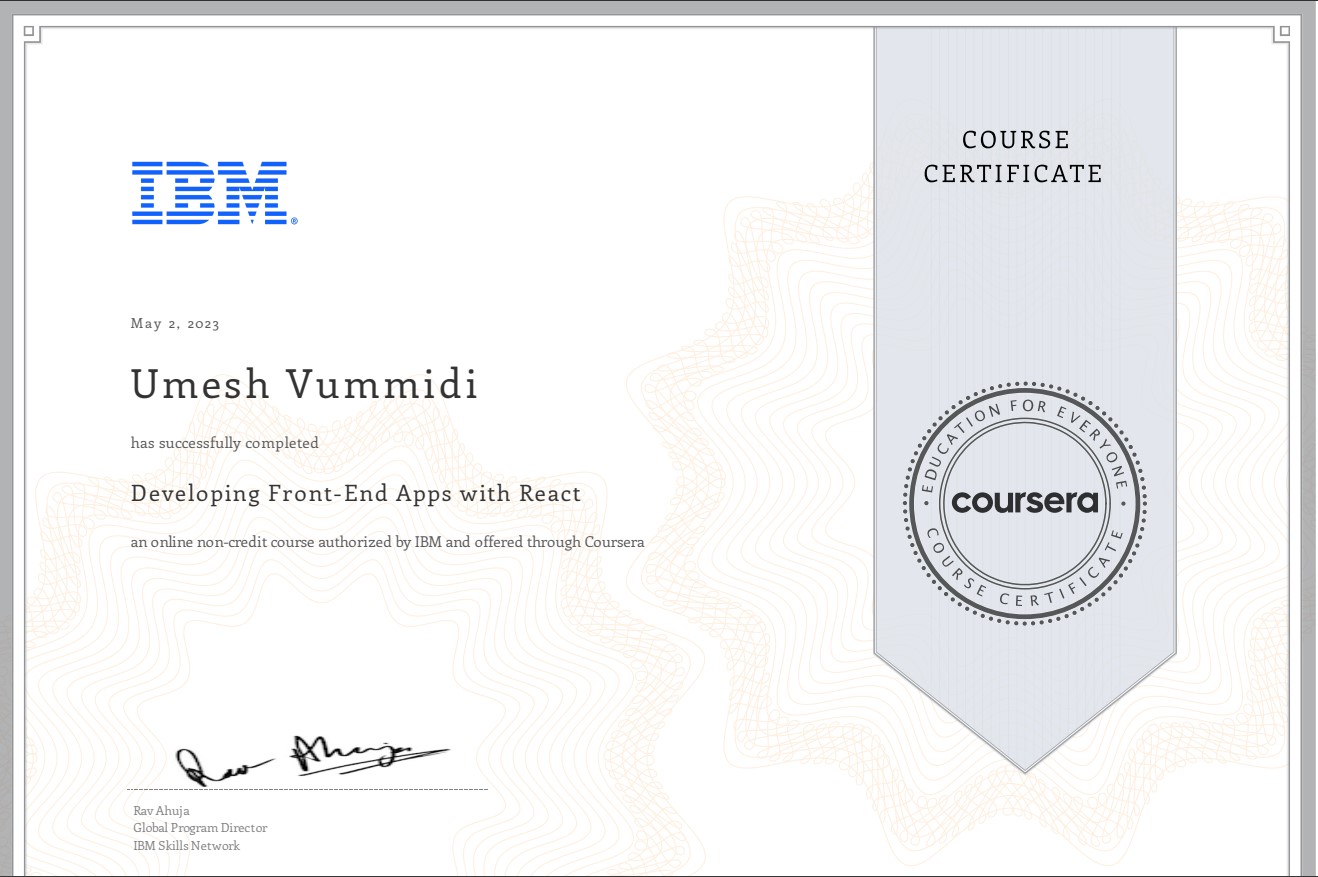 IBM®
May 2, 2023
Umesh Vummidi
has successfully completed
Developing Front-End Apps with React
an online non-credit course authorized by IBM and offered through Coursera
Rav Ahuja
Rav Ahuja
Global Program Director
IBM Skills Network
COURSE
CERTIFICATE
EDUCATION FOR EVERYONE
coursera
COURSE CERTIFICATE